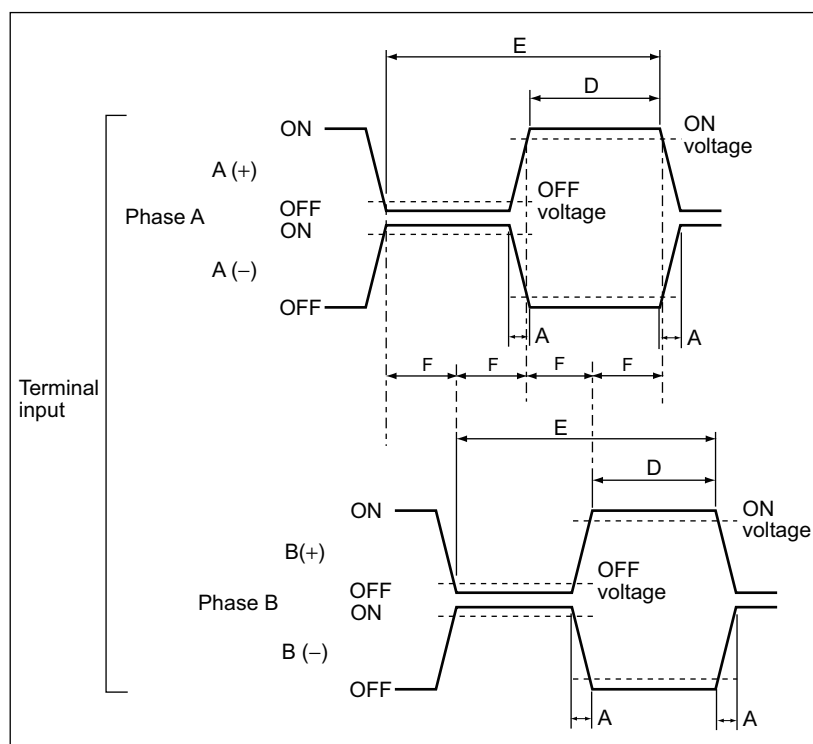 E
D
ON
ON
voltage
A (+)
OFF
voltage
Phase A
OFF
ON
A (−)
OFF
A
A
F
F
F
F
Terminal
input
E
D
ON
ON
voltage
B(+)
OFF
voltage
Phase B
OFF
ON
B (−)
OFF
A
A